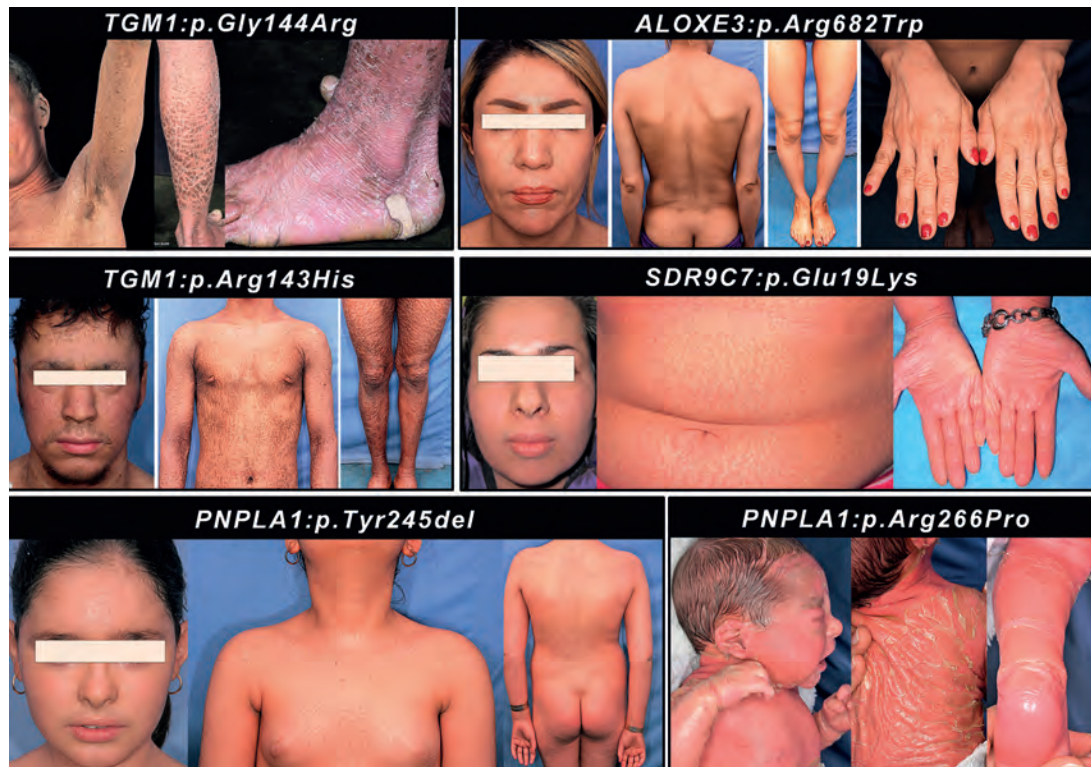 TGM1:p.Gly144Arg
ALOXE3:p.Arg682Trp
TGM1:p.Arg143His
SDR9C7:p.Glu19Lys
PNPLA1:p.Tyr245del
PNPLA1:p.Arg266Pro